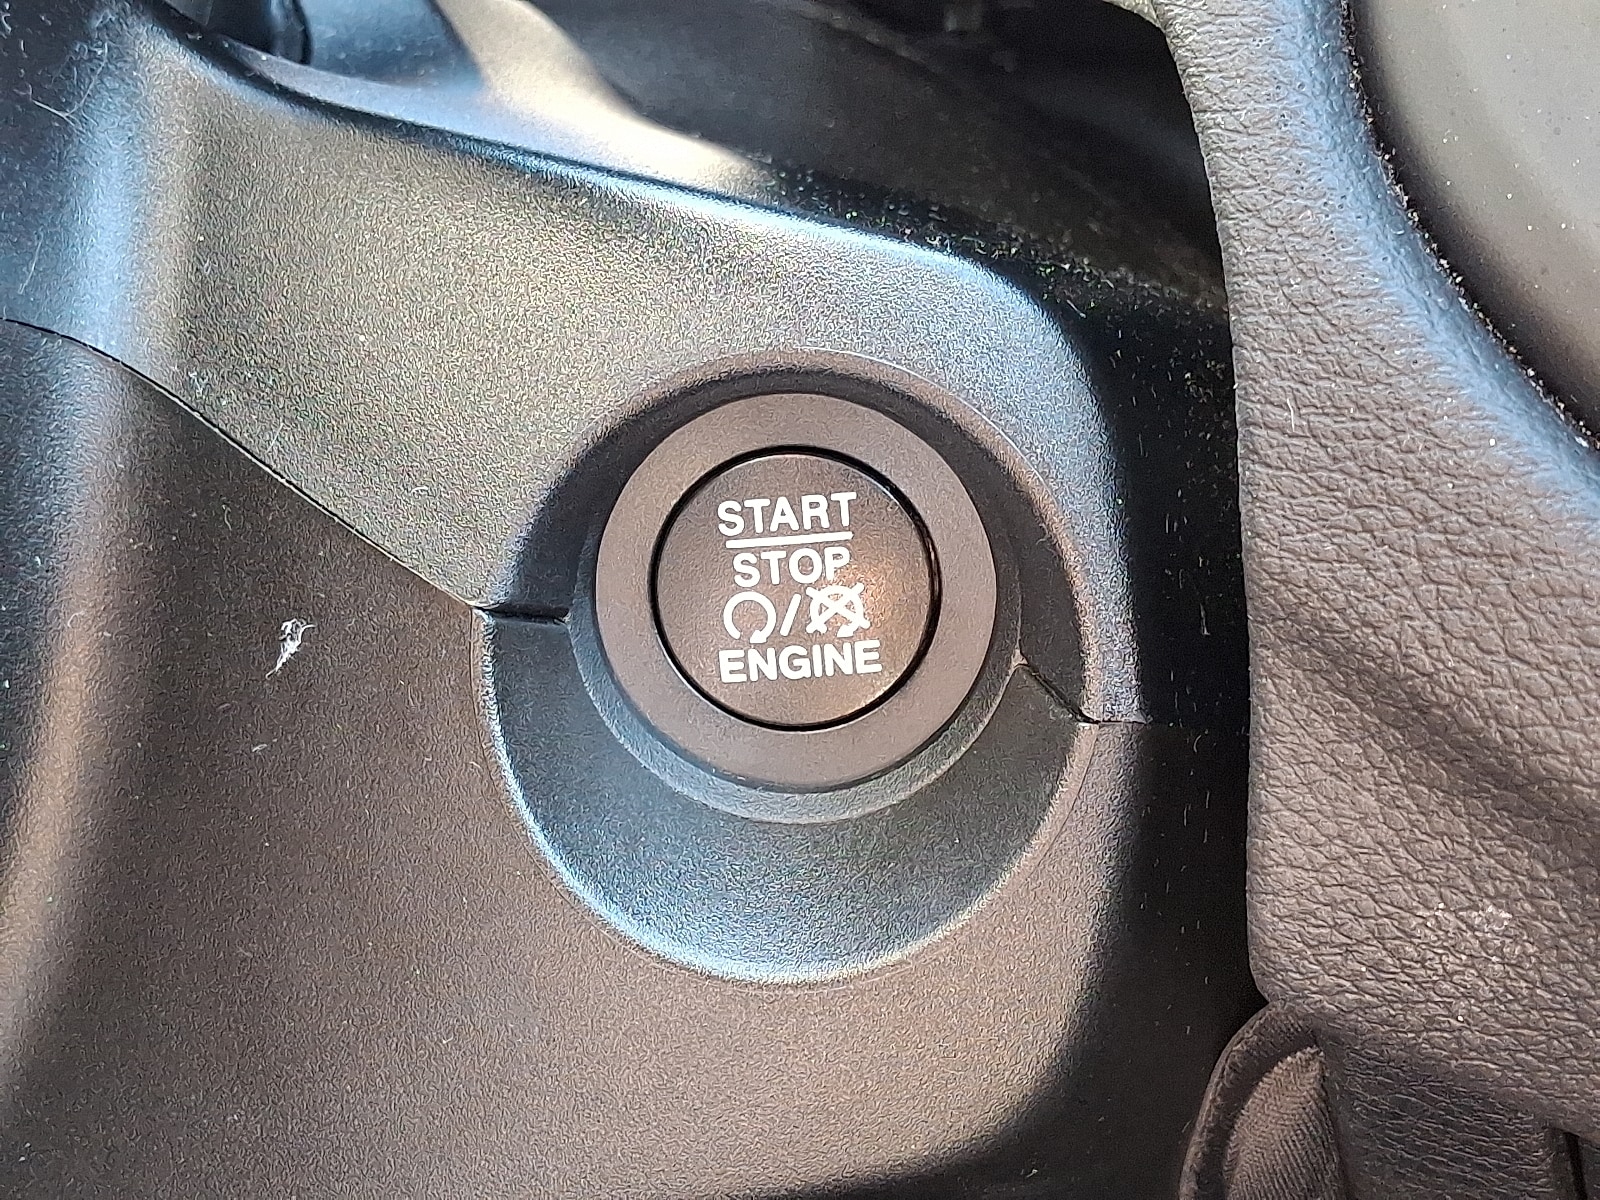 START
STOP
/
ENGINE